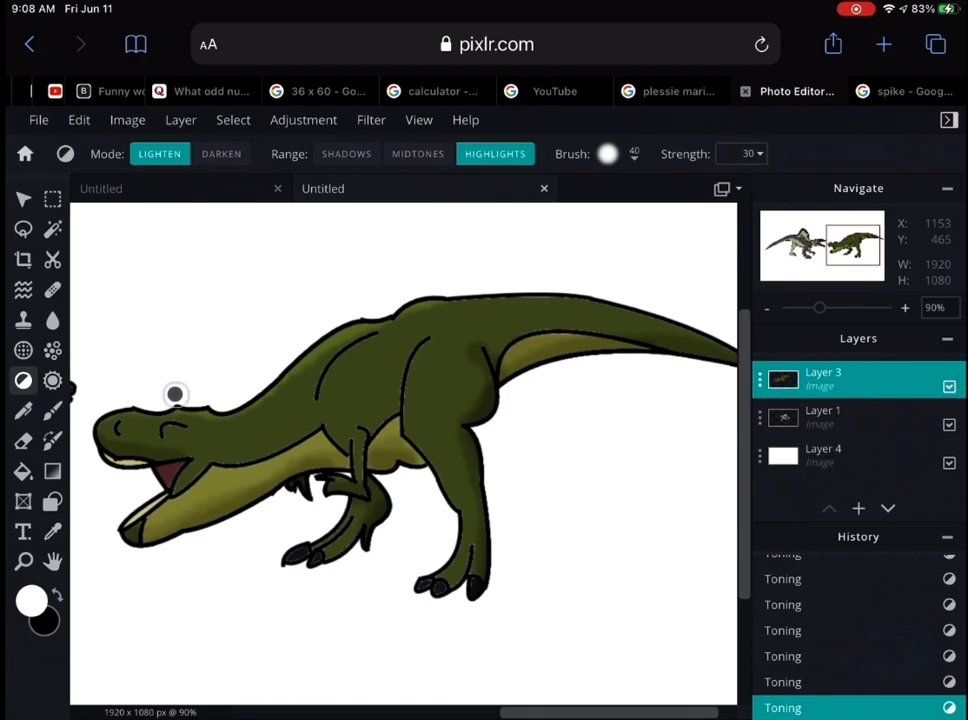 9:08 AM Fri Jun 11
83%
AA
pixlr.com
Funny wo
What odd nu...
36 x 60 - Go...
calculator -...
YouTube
plessie mari...
Photo Editor...
spike - Goog...
File Edit Image Layer Select Adjustment Filter View Help
Mode: LIGHTEN DARKEN Range: SHADOWS MIDTONES HIGHLIGHTS Brush: 40 Strength: 30
Untitled
Untitled
Navigate
X: 1153
Y: 465
W: 1920
H: 1080
- + 90%
Layers
Layer 3
Image
Layer 1
Image
Layer 4
Image
History
Toning
Toning
Toning
Toning
Toning
Toning
1920 x 1080 px @ 90%